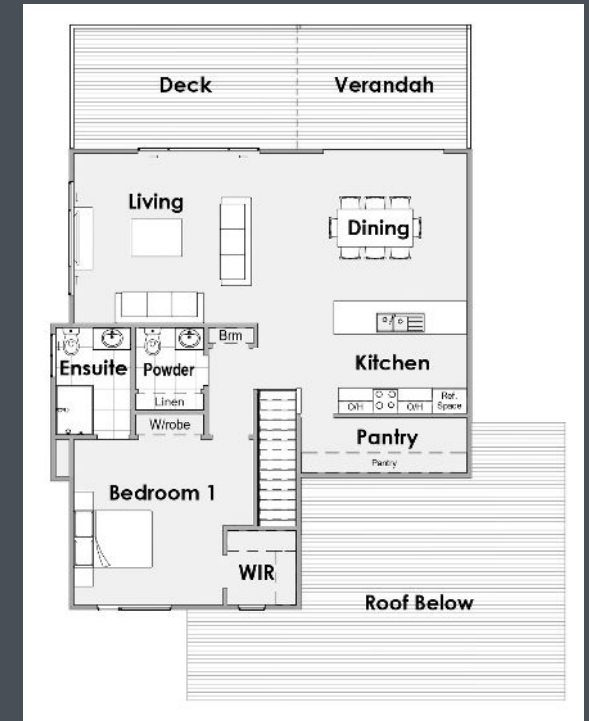 Deck
Verandah
Living
Dining
Brm
Ensuite
Powder
Kitchen
Linen
O/H
O/H
Ref.
Space
W/robe
Pantry
Pantry
Bedroom 1
WIR
Roof Below